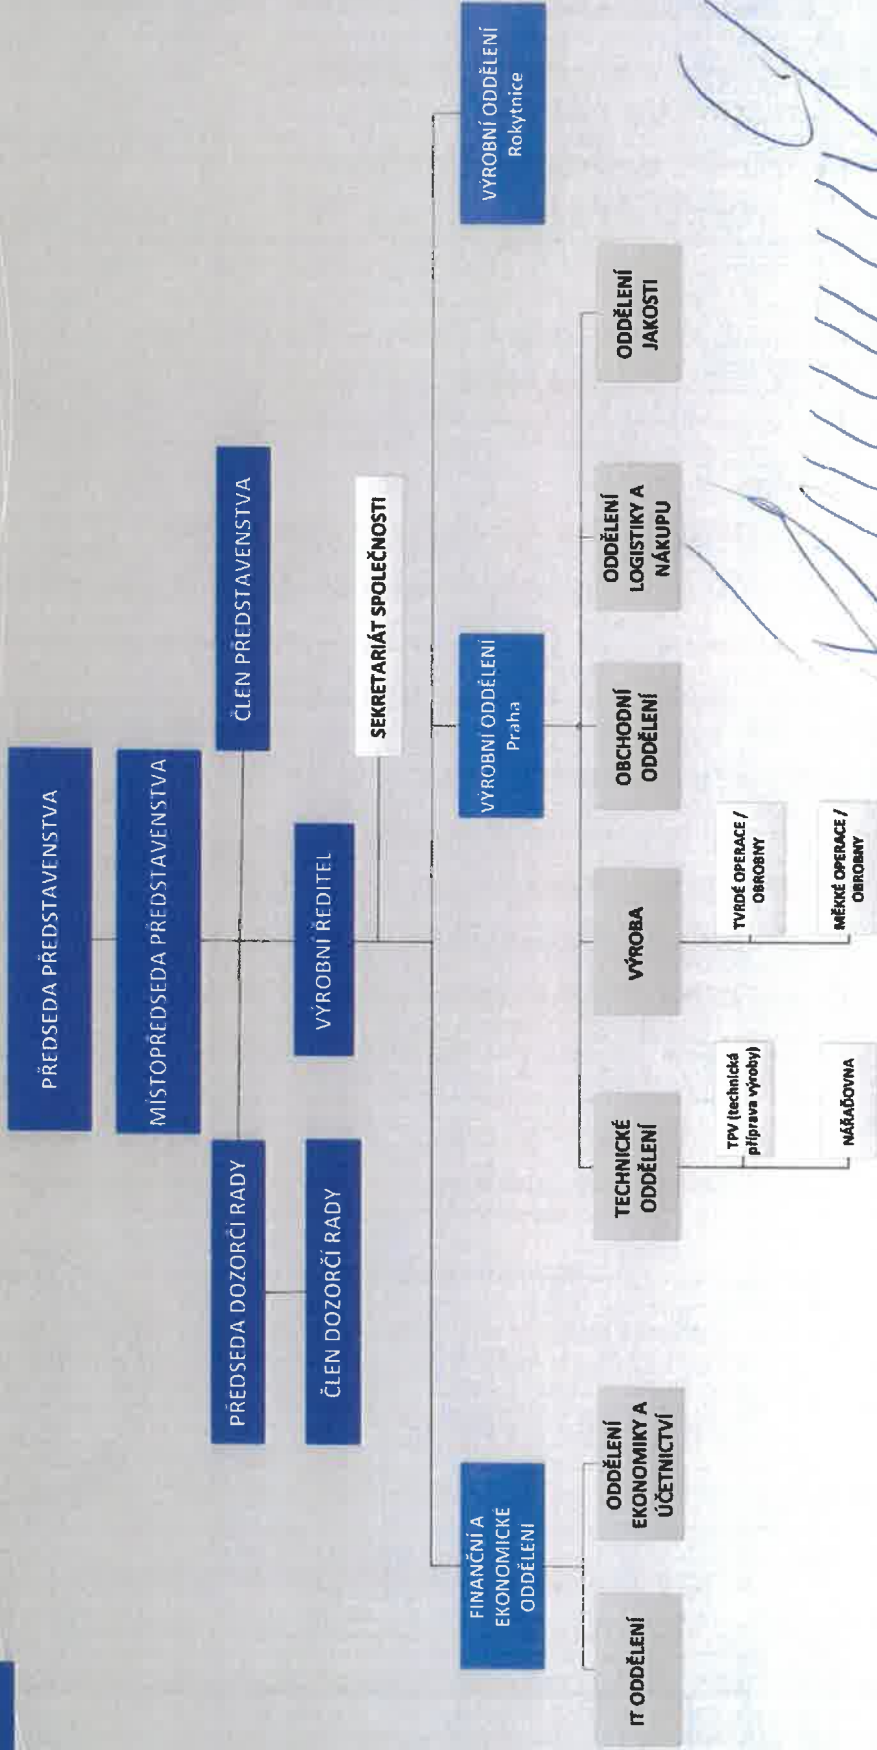 PŘEDSEDA PŘEDSTAVENSTVA
MÍSTOPŘEDSEDA PŘEDSTAVENSTVA
PŘEDSEDA DOZORČÍ RADY
ČLEN PŘEDSTAVENSTVA
ČLEN DOZORČÍ RADY
VÝROBNÍ ŘEDITEL
SEKRETARIÁT SPOLEČNOSTI
FINANČNÍ A
EKONOMICKÉ
ODDĚLENÍ
VÝROBNÍ ODDĚLENÍ
Praha
VÝROBNÍ ODDĚLENÍ
Rokytnice
IT ODDĚLENÍ
ODDĚLENÍ
EKONOMIKY A
ÚČETNICTVÍ
TECHNICKÉ
ODDĚLENÍ
VÝROBA
OBCHODNÍ
ODDĚLENÍ
ODDĚLENÍ
LOGISTIKY A
NÁKUPU
ODDĚLENÍ
JAKOSTI
TPV (technická
příprava výroby)
TVRDÉ OPERACE /
OBROBNY
NÁŘAĎOVNA
MĚKKÉ OPERACE /
OBROBNY